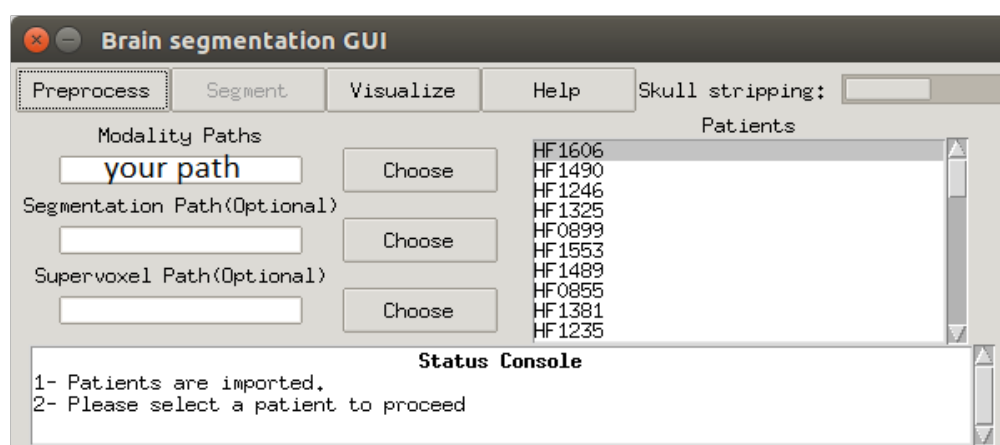 Brain segmentation GUI
Preprocess Segment Visualize Help Skull stripping:
Modality Paths
your path
Choose
Segmentation Path(Optional)
Choose
Supervoxel Path(Optional)
Choose
Patients
HF1606
HF1490
HF1246
HF1325
HF0899
HF1553
HF1489
HF0855
HF1381
HF1235
Status Console
1- Patients are imported.
2- Please select a patient to proceed